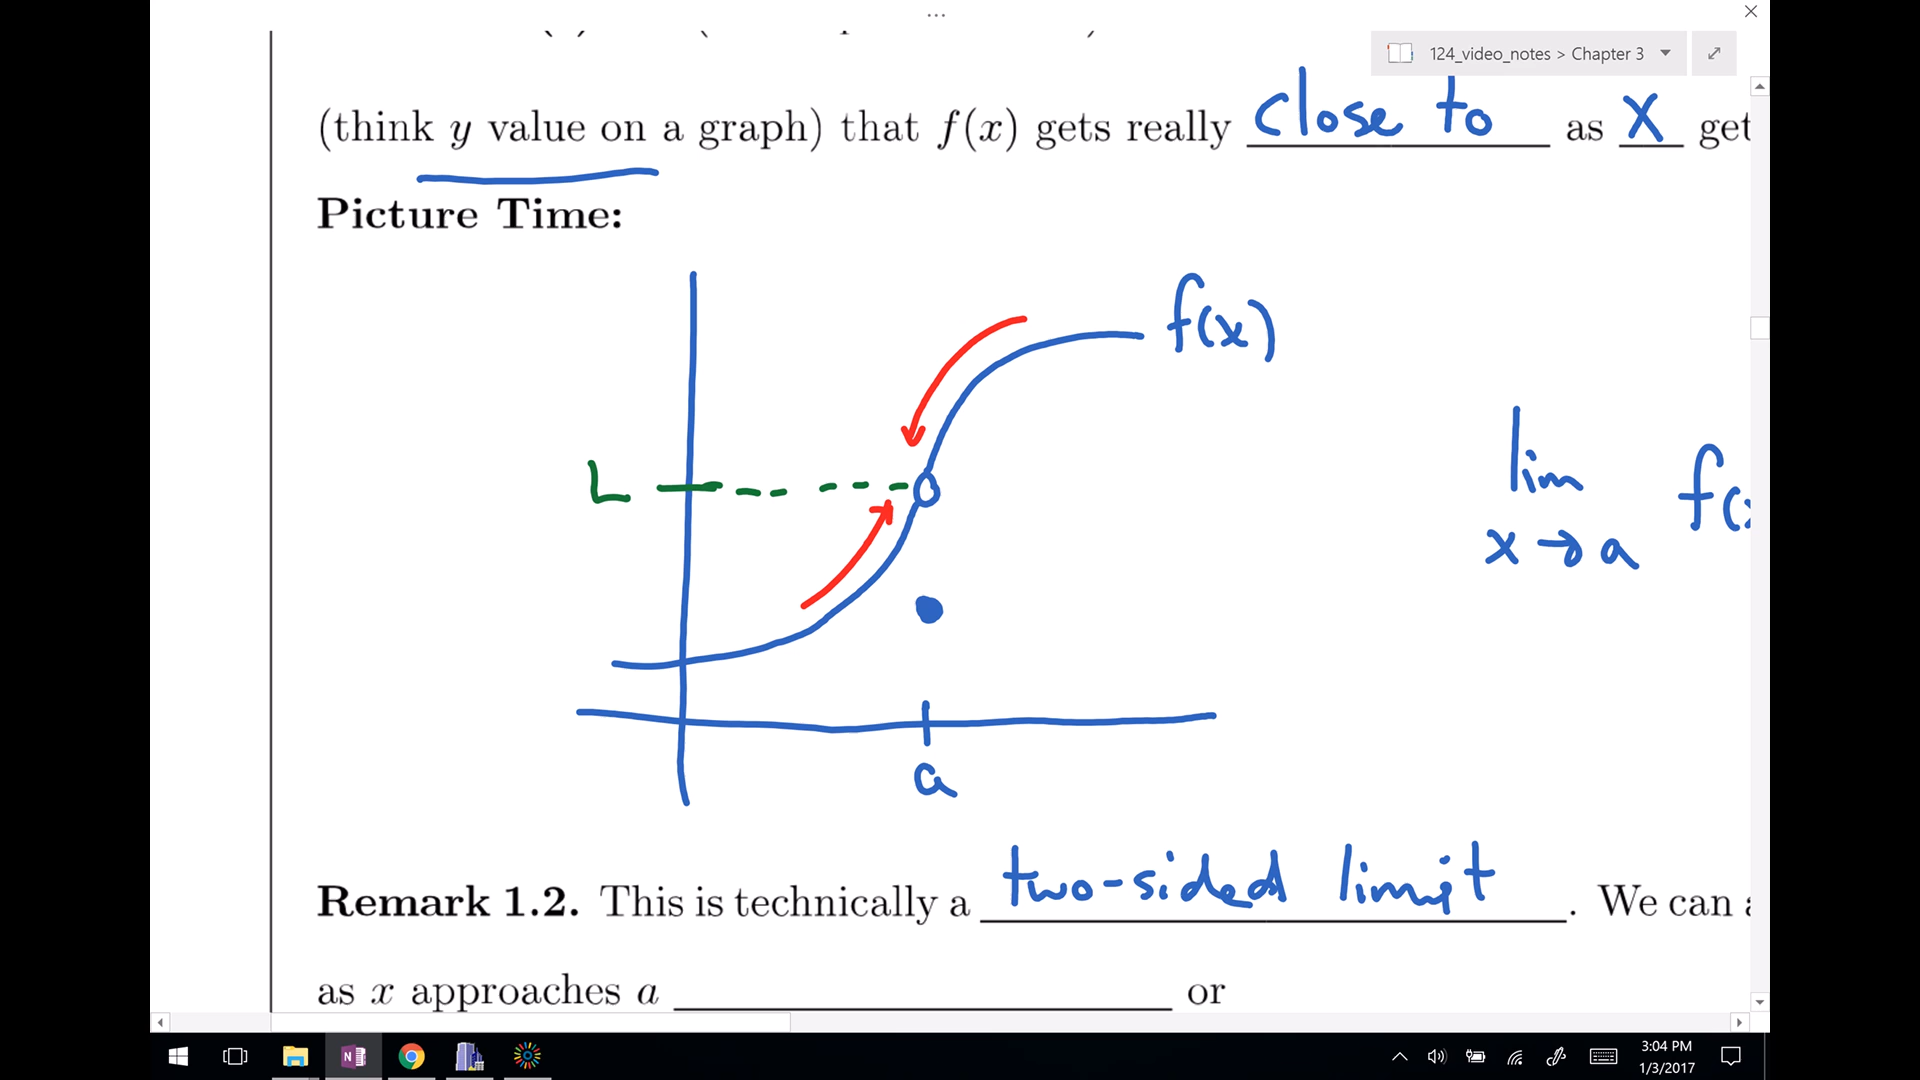 ...
124_video_notes > Chapter 3
(think y value on a graph) that f(x) gets really close to as x get
Picture Time:
f(x)
L
lim f(x
x → a
a
Remark 1.2. This is technically a two-sided limit. We can a
as x approaches a ____ or
3:04 PM
1/3/2017